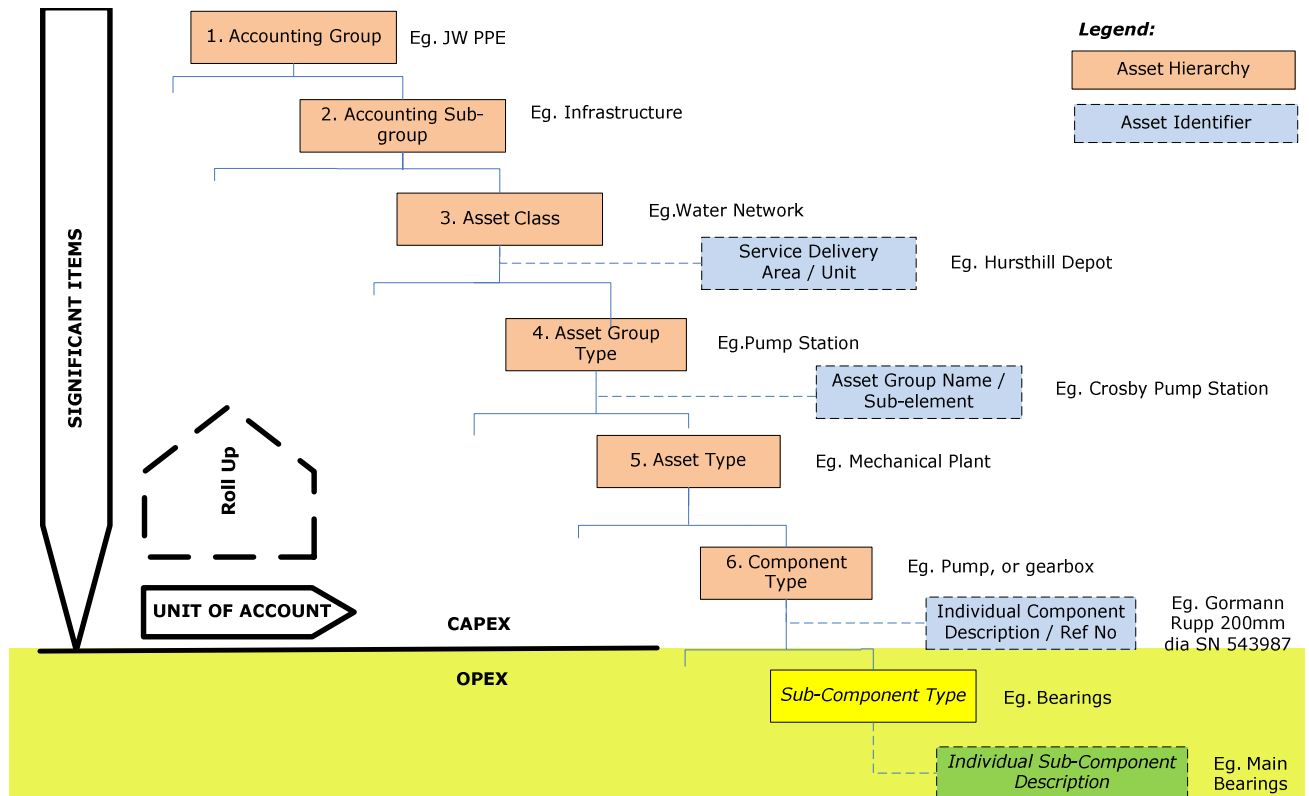 1. Accounting Group
Eg. JW PPE
Legend:
Asset Hierarchy
Asset Identifier
2. Accounting Sub-
group
Eg. Infrastructure
3. Asset Class
Eg.Water Network
Service Delivery
Area / Unit
Eg. Hursthill Depot
4. Asset Group
Type
Eg.Pump Station
Asset Group Name /
Sub-element
Eg. Crosby Pump Station
5. Asset Type
Eg. Mechanical Plant
6. Component
Type
Eg. Pump, or gearbox
Individual Component
Description / Ref No
Eg. Gormann
Rupp 200mm
dia SN 543987
SIGNIFICANT ITEMS
Roll Up
UNIT OF ACCOUNT
CAPEX
OPEX
Sub-Component Type
Eg. Bearings
Individual Sub-Component
Description
Eg. Main
Bearings